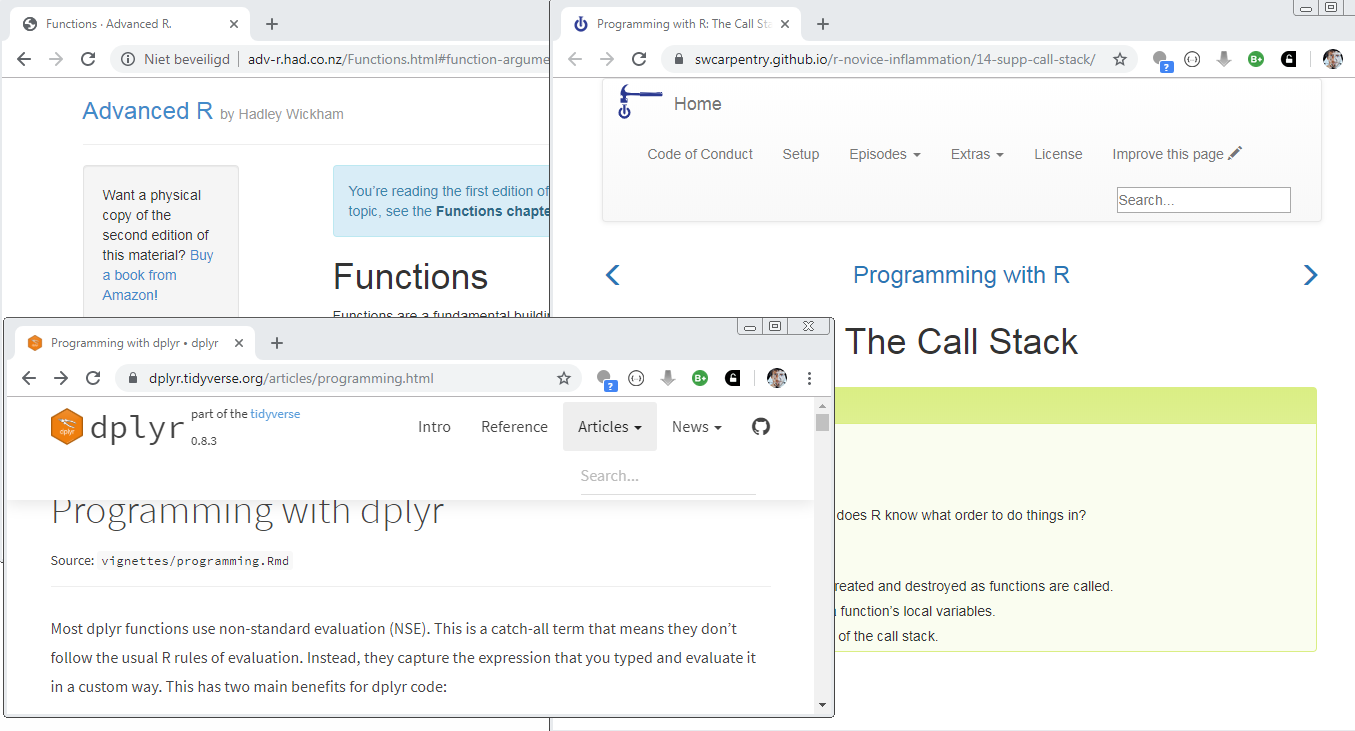 Functions · Advanced R.
Niet beveiligd
adv-r.had.co.nz/Functions.html#function-argume
Advanced R by Hadley Wickham
Want a physical
copy of the
second edition of
this material? Buy
a book from
Amazon!
You’re reading the first edition of
topic, see the Functions chapte
Functions
Functions are a fundamental buildin
Programming with R: The Call Sta
swcarpentry.github.io/r-novice-inflammation/14-supp-call-stack/
?
B+
Home
Code of Conduct Setup Episodes Extras License Improve this page
Search...
Programming with R
The Call Stack
does R know what order to do things in?
reated and destroyed as functions are called.
function’s local variables.
of the call stack.
Programming with dplyr • dplyr
dplyr.tidyverse.org/articles/programming.html
?
B+
dplyr
dplyr
part of the tidyverse
0.8.3
Intro Reference Articles News
Search...
Programming with dplyr
Source: vignettes/programming.Rmd
Most dplyr functions use non-standard evaluation (NSE). This is a catch-all term that means they don’t
follow the usual R rules of evaluation. Instead, they capture the expression that you typed and evaluate it
in a custom way. This has two main benefits for dplyr code: